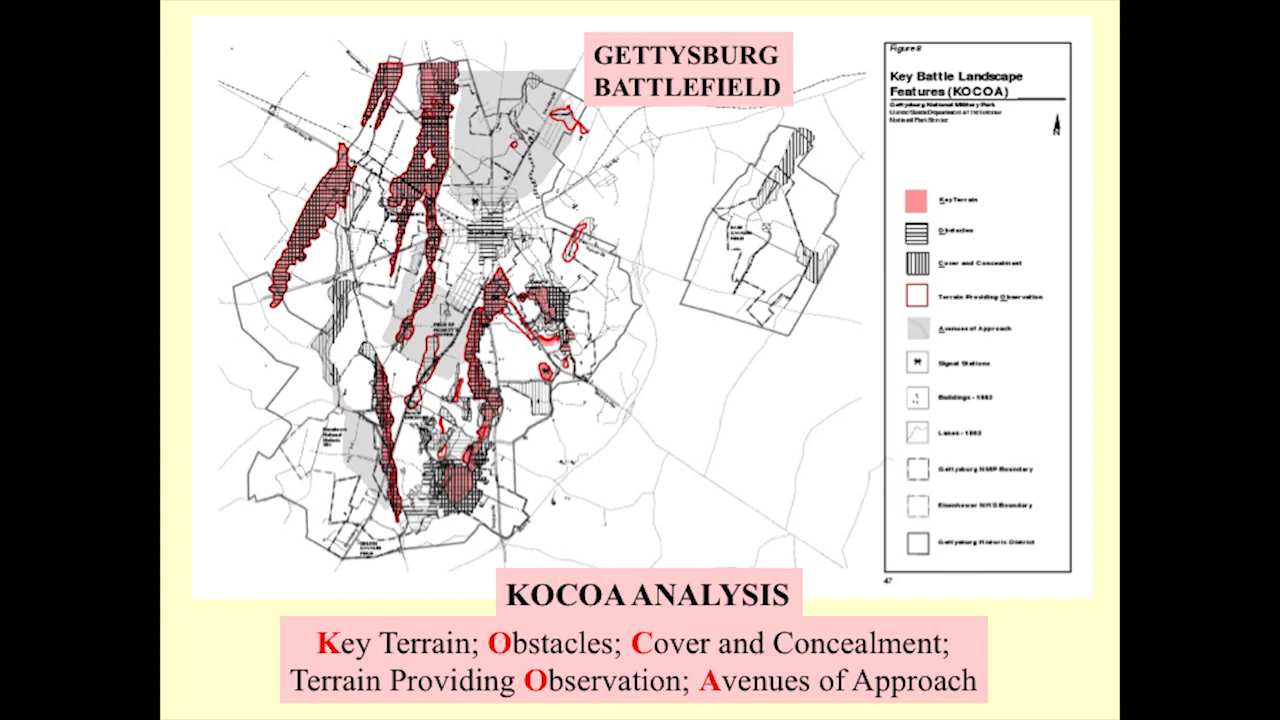 GETTYSBURG
BATTLEFIELD
Figure 8
Key Battle Landscape
Features (KOCOA)
Gettysburg National Military Park
United States Department of the Interior
National Park Service
N
Key Terrain
Obstacles
Cover and Concealment
Terrain Providing Observation
Avenues of Approach
Signal Stations
Buildings - 1863
Lanes - 1863
Gettysburg NMP Boundary
Eisenhower NHS Boundary
Gettysburg Historic District
47
KOCOA ANALYSIS
Key Terrain; Obstacles; Cover and Concealment;
Terrain Providing Observation; Avenues of Approach